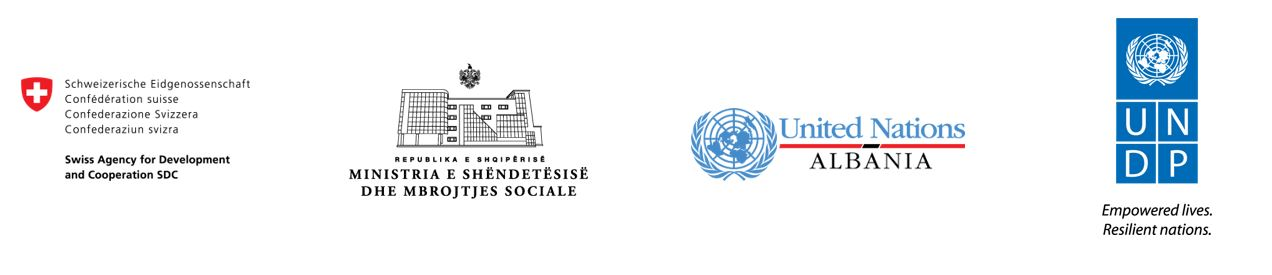 Schweizerische Eidgenossenschaft
Confédération suisse
Confederazione Svizzera
Confederaziun svizra
Swiss Agency for Development
and Cooperation SDC
REPUBLIKA E SHQIPËRISË
MINISTRIA E SHËNDETËSISË
DHE MBROJTJES SOCIALE
United Nations
ALBANIA
U N
D P
Empowered lives.
Resilient nations.